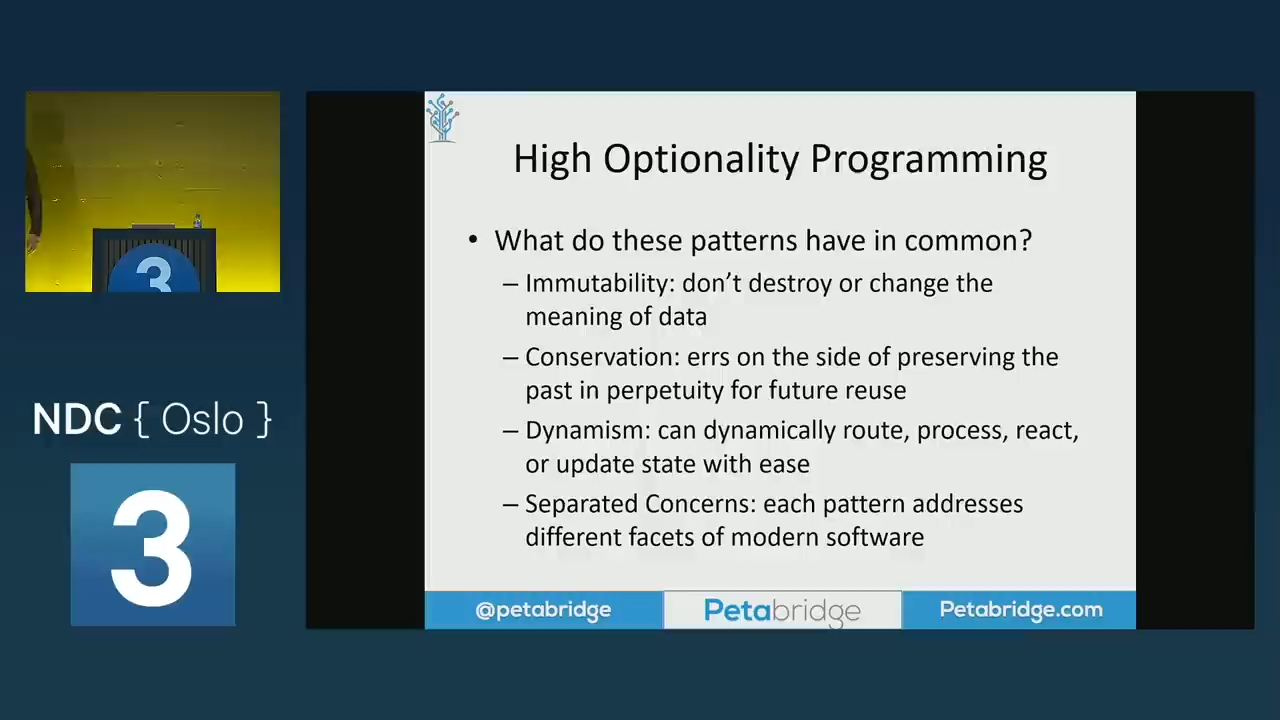 High Optionality Programming
• What do these patterns have in common?
– Immutability: don't destroy or change the
meaning of data
– Conservation: errs on the side of preserving the
past in perpetuity for future reuse
– Dynamism: can dynamically route, process, react,
or update state with ease
– Separated Concerns: each pattern addresses
different facets of modern software
@petabridge
Petabridge
Petabridge.com
3
NDC { Oslo }
3